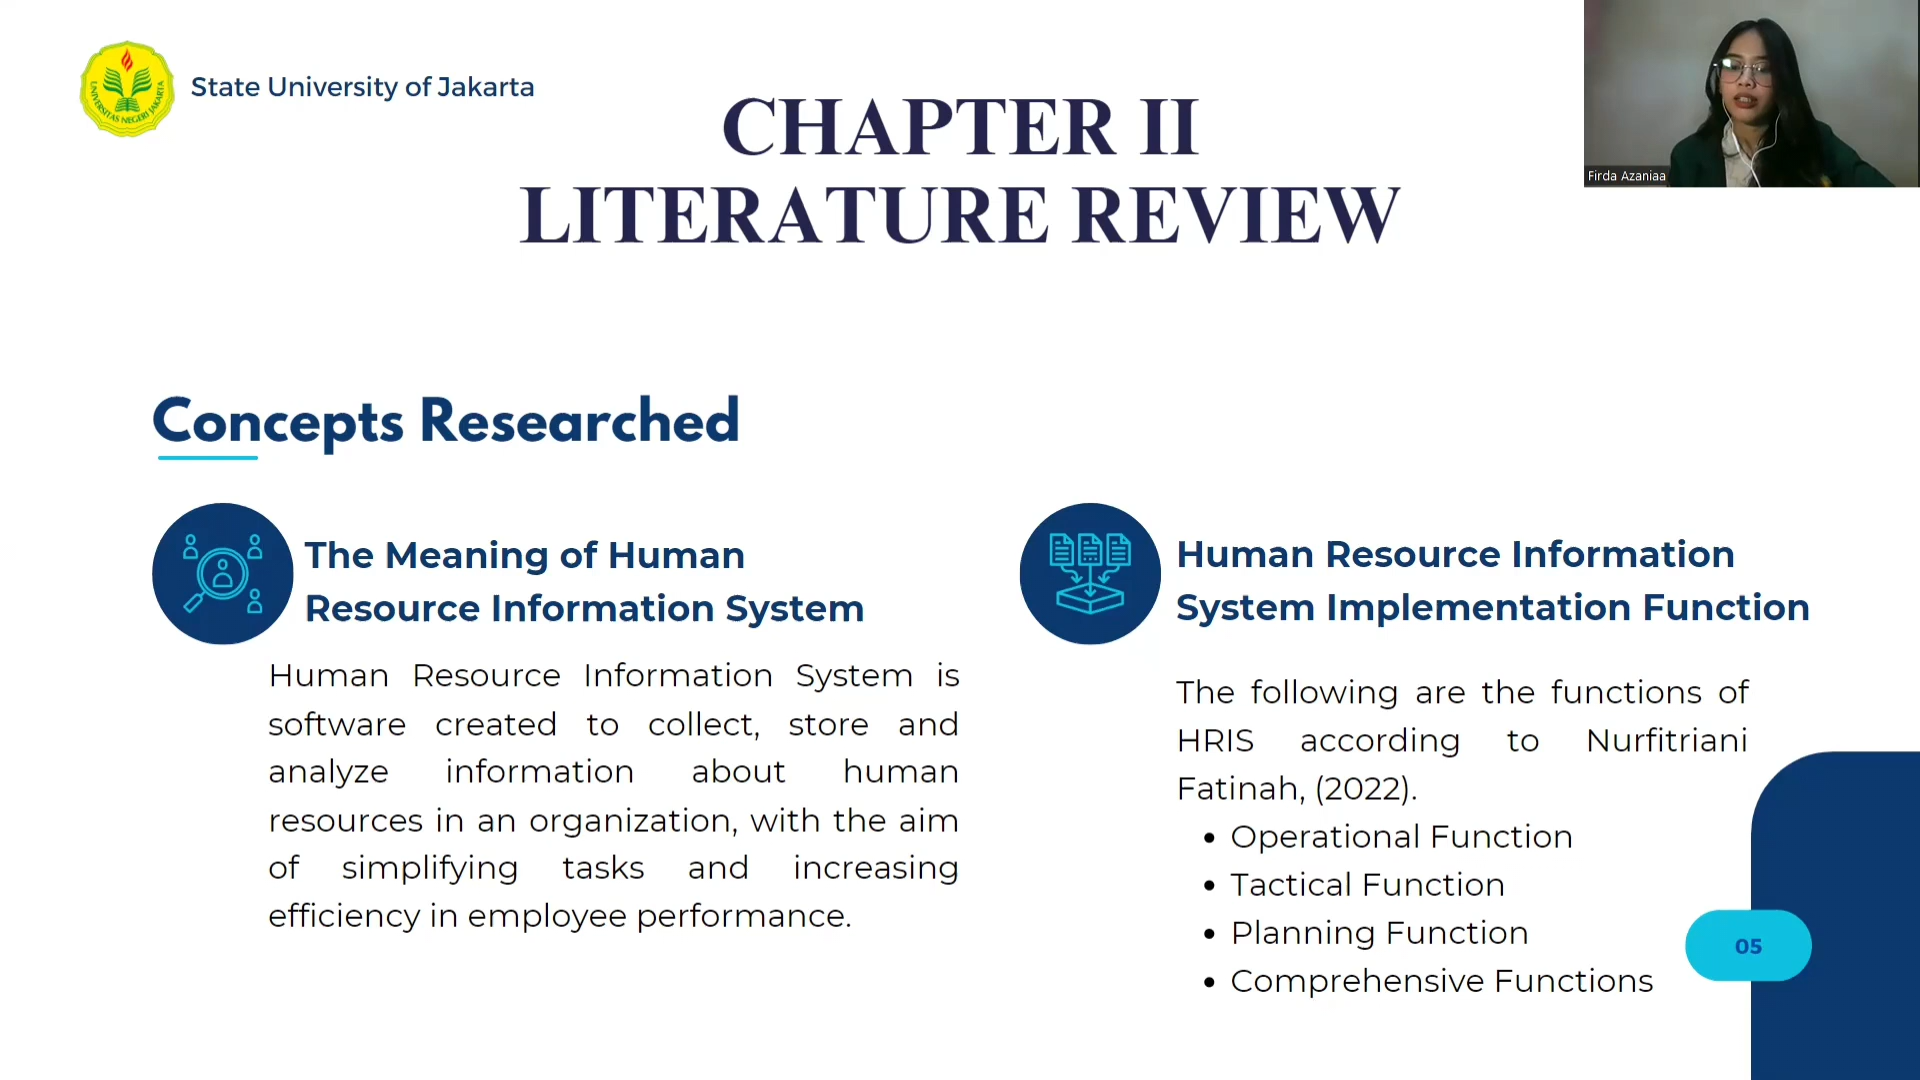 UNIVERSITAS NEGERI JAKARTA
State University of Jakarta
CHAPTER II
LITERATURE REVIEW
Firda Azaniaa
Concepts Researched
The Meaning of Human
Resource Information System
Human Resource Information System is
software created to collect, store and
analyze information about human
resources in an organization, with the aim
of simplifying tasks and increasing
efficiency in employee performance.
Human Resource Information
System Implementation Function
The following are the functions of
HRIS according to Nurfitriani
Fatinah, (2022).
• Operational Function
• Tactical Function
• Planning Function
• Comprehensive Functions
05